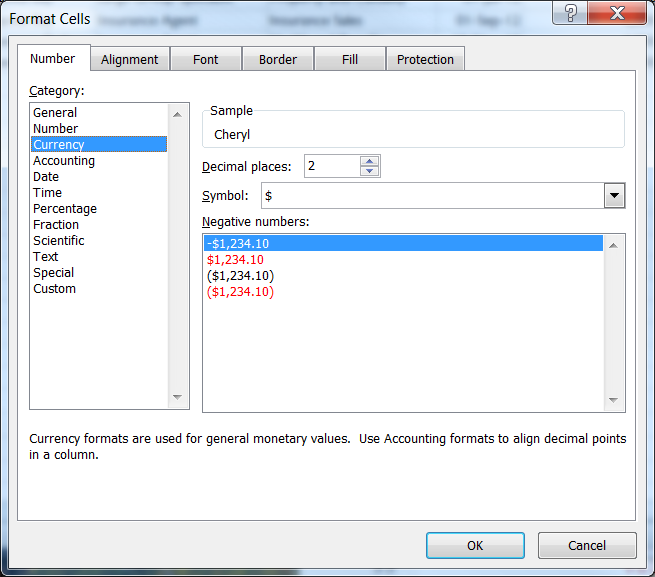 Insurance Agent Insurance Sales 01-Sep-12
Format Cells
Number Alignment Font Border Fill Protection
Category:
General
Number
Currency
Accounting
Date
Time
Percentage
Fraction
Scientific
Text
Special
Custom
Sample
Cheryl
Decimal places: 2
Symbol: $
Negative numbers:
-$1,234.10
$1,234.10
($1,234.10)
($1,234.10)
Currency formats are used for general monetary values.  Use Accounting formats to align decimal points
in a column.
OK Cancel